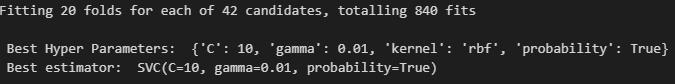 Fitting 20 folds for each of 42 candidates, totalling 840 fits
Best Hyper Parameters:  {'C': 10, 'gamma': 0.01, 'kernel': 'rbf', 'probability': True}
Best estimator:  SVC(C=10, gamma=0.01, probability=True)